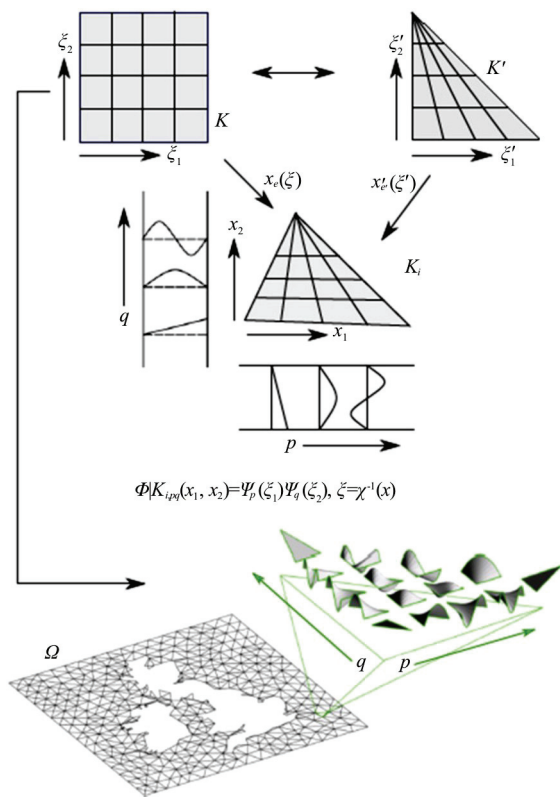 ξ₂
K
ξ₁
ξ′₂
K′
ξ′₁
xₑ(ξ)
x′ₑ′(ξ′)
q
x₂
Kᵢ
x₁
p
Φ|Kᵢ,ₚq(x₁, x₂)=Ψₚ(ξ₁)Ψq(ξ₂), ξ=χ⁻¹(x)
Ω
q
p